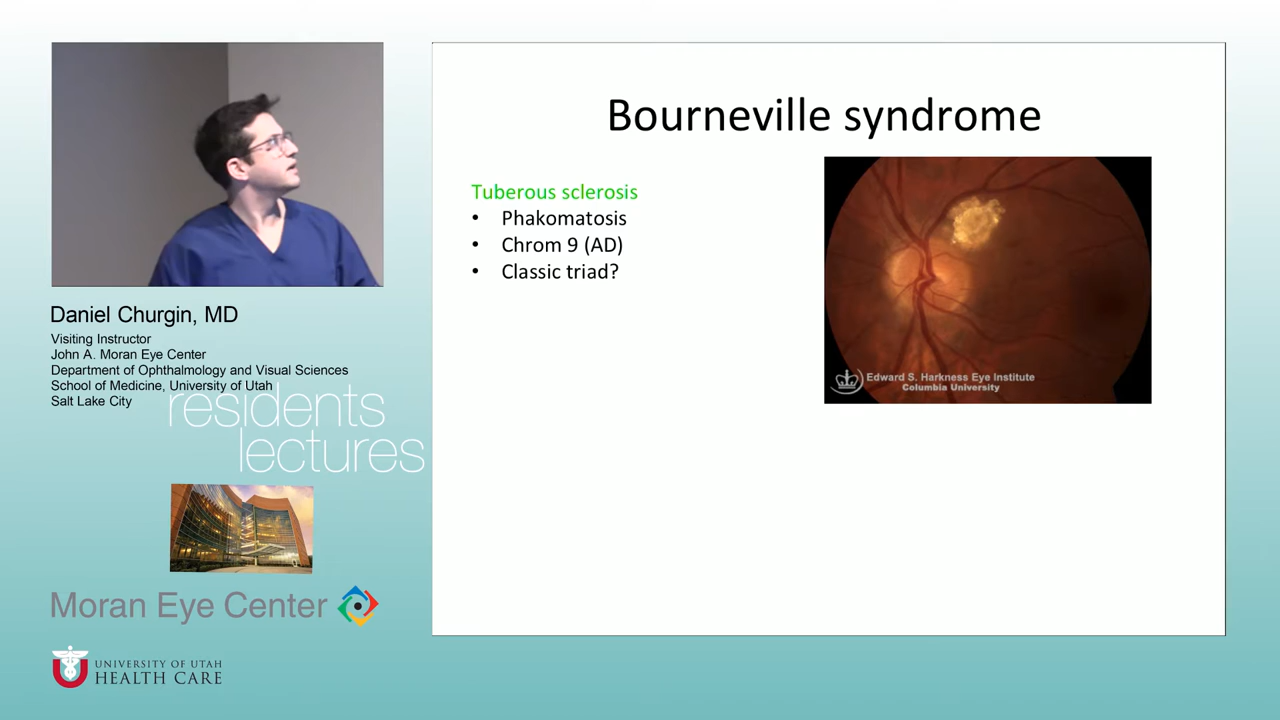 Bourneville syndrome
Tuberous sclerosis
• Phakomatosis
• Chrom 9 (AD)
• Classic triad?
Edward S. Harkness Eye Institute
Columbia University
Daniel Churgin, MD
Visiting Instructor
John A. Moran Eye Center
Department of Ophthalmology and Visual Sciences
School of Medicine, University of Utah
Salt Lake City
residents
lectures
Moran Eye Center
UNIVERSITY OF UTAH
HEALTH CARE